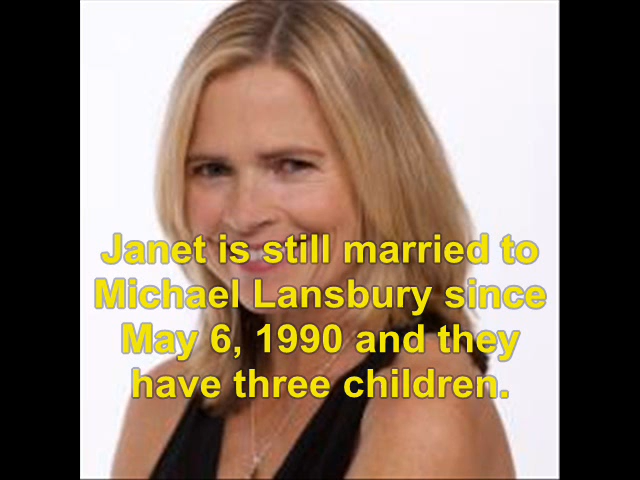 Janet is still married to
Michael Lansbury since
May 6, 1990 and they
have three children.